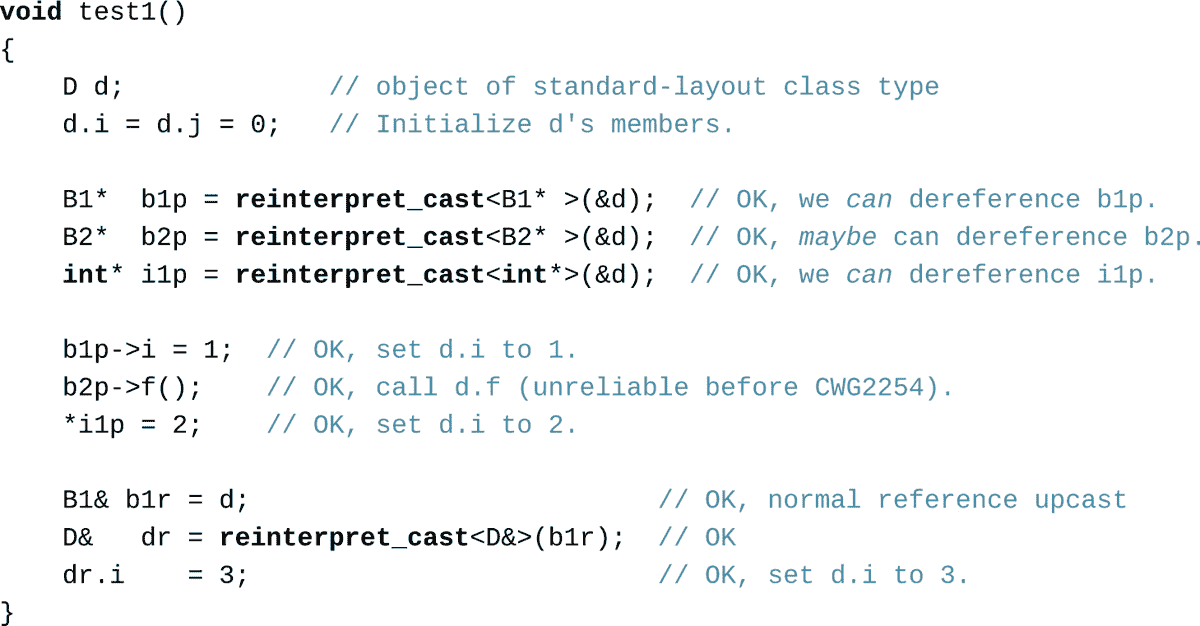 void test1()
{
    D d;             // object of standard-layout class type
    d.i = d.j = 0;   // Initialize d's members.

    B1*  b1p = reinterpret_cast<B1* >(&d);  // OK, we can dereference b1p.
    B2*  b2p = reinterpret_cast<B2* >(&d);  // OK, maybe can dereference b2p.
    int* i1p = reinterpret_cast<int*>(&d);  // OK, we can dereference i1p.

    b1p->i = 1;  // OK, set d.i to 1.
    b2p->f();    // OK, call d.f (unreliable before CWG2254).
    *i1p = 2;    // OK, set d.i to 2.

    B1& b1r = d;                          // OK, normal reference upcast
    D&   dr = reinterpret_cast<D&>(b1r);  // OK
    dr.i    = 3;                          // OK, set d.i to 3.
}